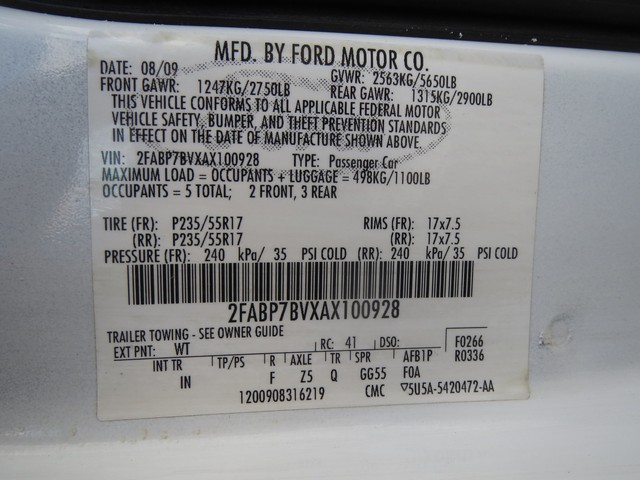 MFD. BY FORD MOTOR CO.
DATE: 08/09 GVWR: 2563KG/5650LB
FRONT GAWR: 1247KG/2750LB REAR GAWR: 1315KG/2900LB
THIS VEHICLE CONFORMS TO ALL APPLICABLE FEDERAL MOTOR
VEHICLE SAFETY, BUMPER, AND THEFT PREVENTION STANDARDS
IN EFFECT ON THE DATE OF MANUFACTURE SHOWN ABOVE.
VIN: 2FABP7BVXAX100928 TYPE: Passenger Car
MAXIMUM LOAD = OCCUPANTS + LUGGAGE = 498KG/1100LB
OCCUPANTS = 5 TOTAL; 2 FRONT, 3 REAR
TIRE (FR): P235/55R17 RIMS (FR): 17x7.5
(RR): P235/55R17 (RR): 17x7.5
PRESSURE (FR): 240 kPa/ 35 PSI COLD (RR): 240 kPa/ 35 PSI COLD
2FABP7BVXAX100928
TRAILER TOWING - SEE OWNER GUIDE
EXT PNT: WT RC: 41 DSO: F0266
INT TR TP/PS R AXLE TR SPR AFB1P R0336
IN F Z5 Q GG55 FOA
1200908316219 CMC ▽5U5A-5420472-AA